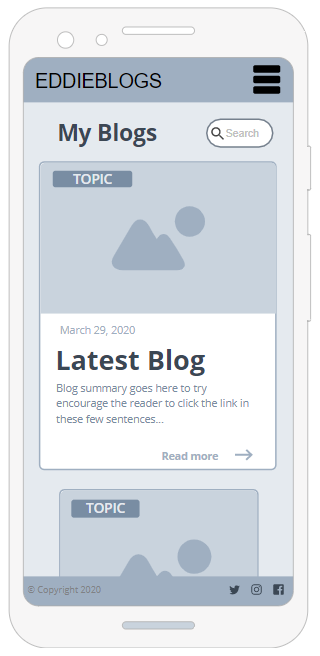 EDDIEBLOGS
My Blogs
Search
TOPIC
March 29, 2020
Latest Blog
Blog summary goes here to try
encourage the reader to click the link in
these few sentences...
Read more
TOPIC
© Copyright 2020